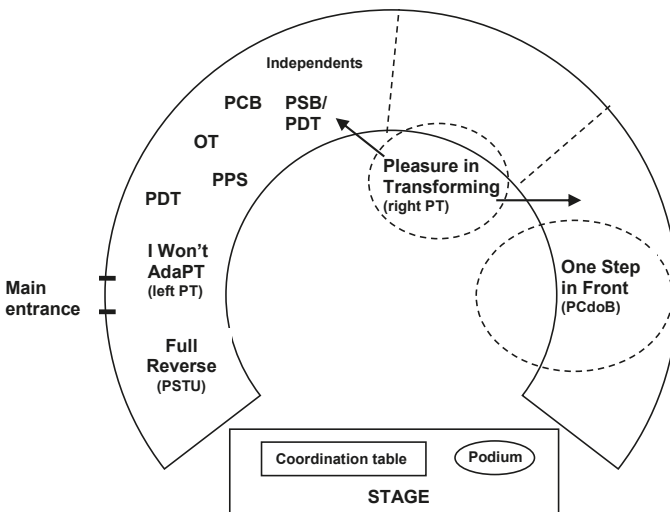 Independents
PCB
PSB/
PDT
OT
PPS
PDT
Pleasure in
Transforming
(right PT)
I Won't
AdaPT
(left PT)
Main
entrance
One Step
in Front
(PCdoB)
Full
Reverse
(PSTU)
Coordination table
Podium
STAGE